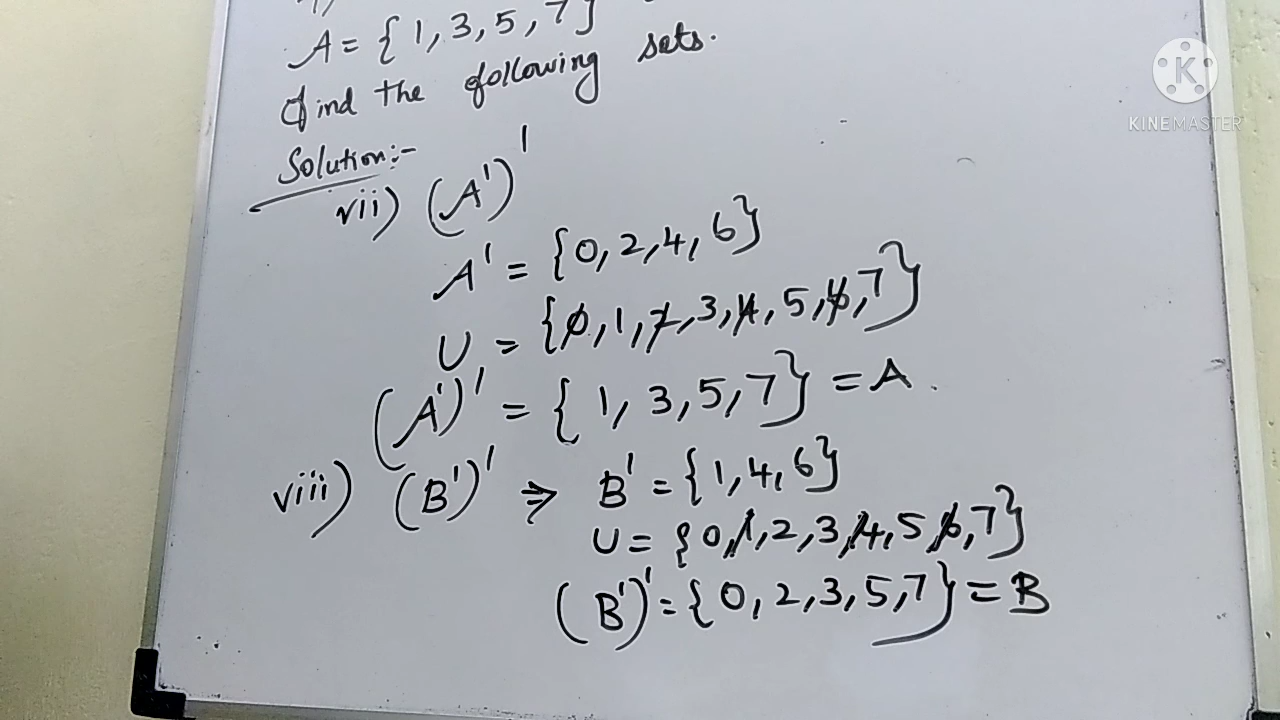 A = {1, 3, 5, 7}
find the following sets.
Solution:-
vii) (A')'
A' = {0, 2, 4, 6}
U = {0, 1, 2, 3, 4, 5, 6, 7}
(A')' = {1, 3, 5, 7} = A.
viii) (B')' ⇒ B' = {1, 4, 6}
U = {0, 1, 2, 3, 4, 5, 6, 7}
(B')' = {0, 2, 3, 5, 7} = B
K
KINEMASTER